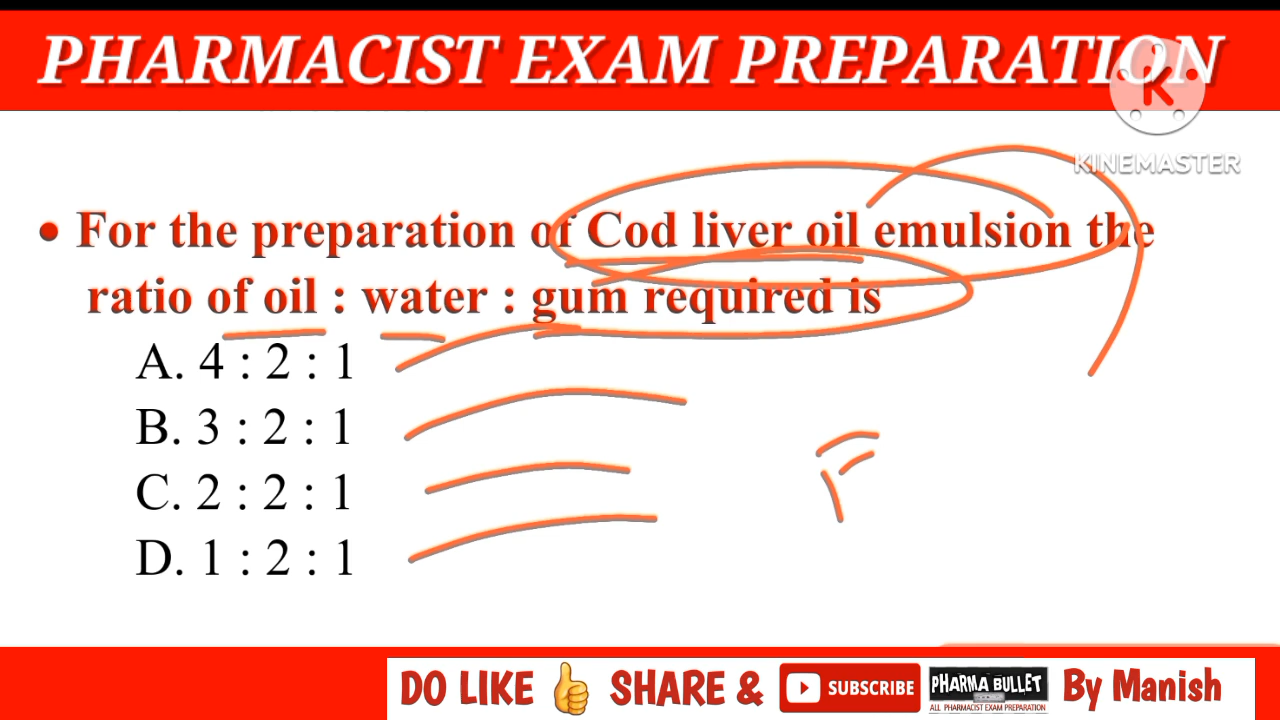 PHARMACIST EXAM PREPARATION
K
KINEMASTER
• For the preparation of Cod liver oil emulsion the
ratio of oil : water : gum required is
A. 4 : 2 : 1
B. 3 : 2 : 1
C. 2 : 2 : 1
D. 1 : 2 : 1
DO LIKE SHARE & SUBSCRIBE PHARMA BULLET By Manish
ALL PHARMACIST EXAM PREPARATION